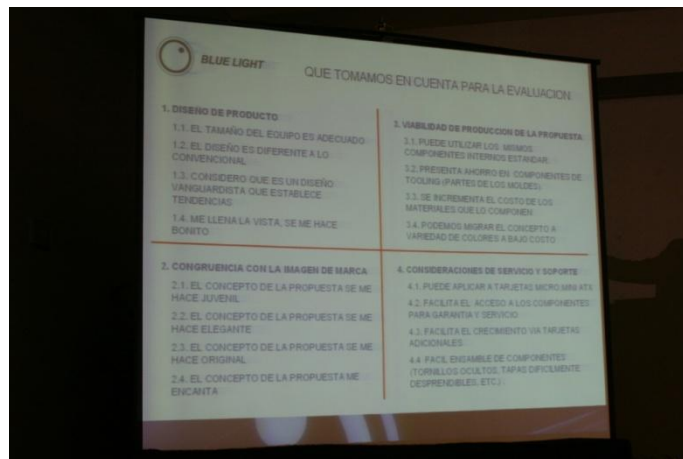 BLUE LIGHT
QUE TOMAMOS EN CUENTA PARA LA EVALUACION
1. DISEÑO DE PRODUCTO
1.1. EL TAMAÑO DEL EQUIPO ES ADECUADO
1.2. EL DISEÑO ES DIFERENTE A LO
CONVENCIONAL
1.3. CONSIDERO QUE ES UN DISEÑO
VANGUARDISTA QUE ESTABLECE
TENDENCIAS
1.4. ME LLENA LA VISTA, SE ME HACE
BONITO
2. CONGRUENCIA CON LA IMAGEN DE MARCA
2.1. EL CONCEPTO DE LA PROPUESTA SE ME
HACE JUVENIL
2.2. EL CONCEPTO DE LA PROPUESTA SE ME
HACE ELEGANTE
2.3. EL CONCEPTO DE LA PROPUESTA SE ME
HACE ORIGINAL
2.4. EL CONCEPTO DE LA PROPUESTA ME
ENCANTA
3. VIABILIDAD DE PRODUCCION DE LA PROPUESTA
3.1. PUEDE UTILIZAR LOS MISMOS
COMPONENTES INTERNOS ESTANDAR
3.2. PRESENTA AHORRO EN COMPONENTES DE
TOOLING (PARTES DE LOS MOLDES)
3.3. SE INCREMENTA EL COSTO DE LOS
MATERIALES QUE LO COMPONEN
3.4. PODEMOS MIGRAR EL CONCEPTO A
VARIEDAD DE COLORES A BAJO COSTO
4. CONSIDERACIONES DE SERVICIO Y SOPORTE
4.1. PUEDE APLICAR A TARJETAS MICRO MINI ATX
4.2. FACILITA EL ACCESO A LOS COMPONENTES
PARA GARANTIA Y SERVICIO
4.3. FACILITA EL CRECIMIENTO VIA TARJETAS
ADICIONALES
4.4 FACIL ENSAMBLE DE COMPONENTES
(TORNILLOS OCULTOS, TAPAS DIFICILMENTE
DESPRENDIBLES, ETC.)